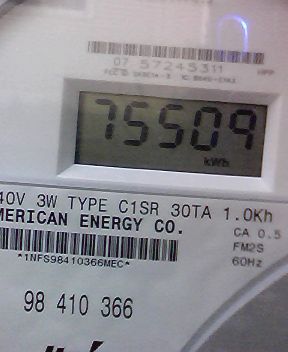 07 57245311
75509
kWh
40V 3W TYPE C1SR 30TA 1.0Kh
MERICAN ENERGY CO.
CA 0.5
FM2S
*1NFS98410366MEC*
60Hz
98 410 366